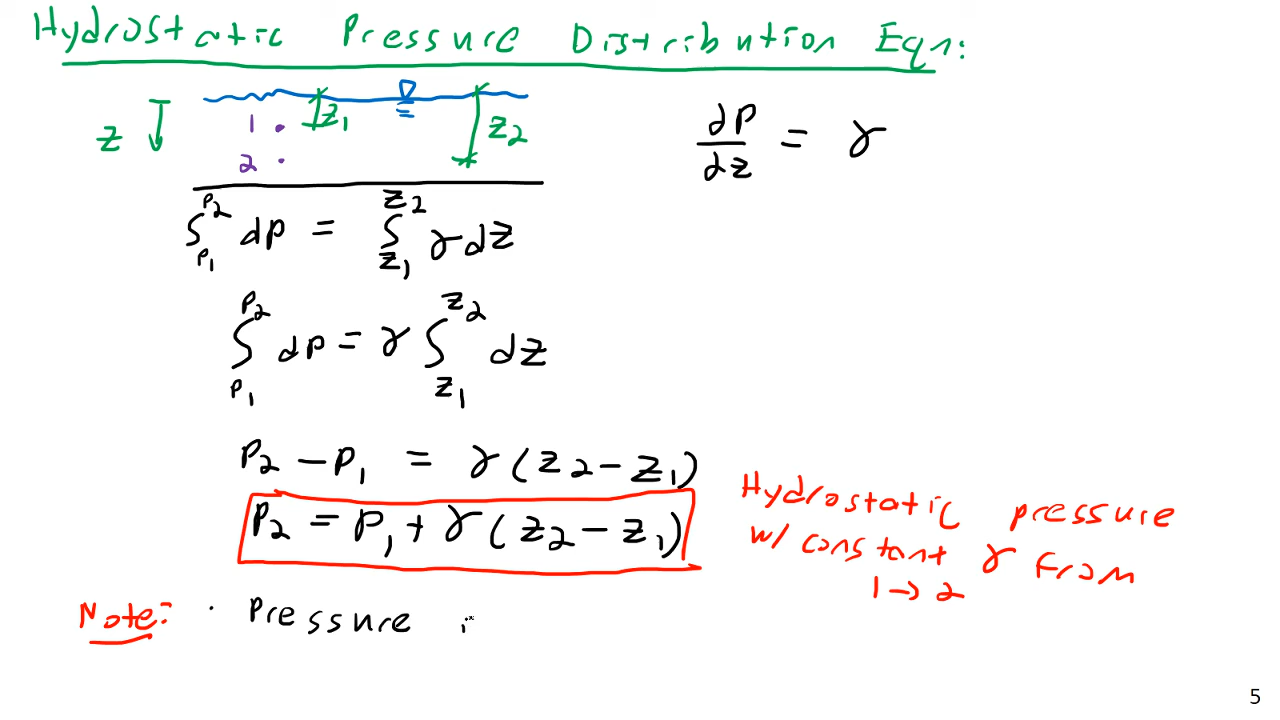 Hydrostatic Pressure Distribution Eqn:
z
1
z1
z2
2
dP/dz = γ
∫P1^P2 dP = ∫z1^z2 γ dz
∫P1^P2 dP = γ ∫z1^z2 dz
P2 - P1 = γ (z2 - z1)
P2 = P1 + γ (z2 - z1)
Hydrostatic pressure
w/ constant γ from
1 → 2
Note: · Pressure i
5